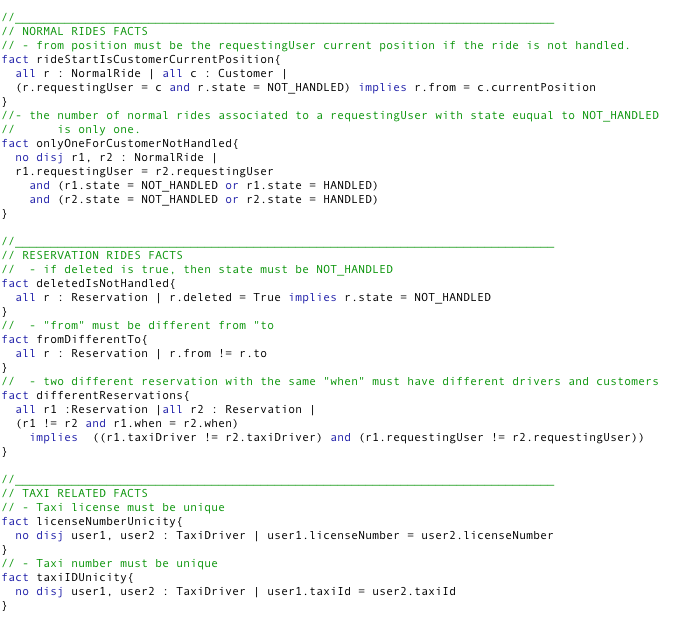 //________________________________________________________________________________
// NORMAL RIDES FACTS
// - from position must be the requestingUser current position if the ride is not handled.
fact rideStartIsCustomerCurrentPosition{
  all r : NormalRide | all c : Customer |
  (r.requestingUser = c and r.state = NOT_HANDLED) implies r.from = c.currentPosition
}
//- the number of normal rides associated to a requestingUser with state euqual to NOT_HANDLED
//      is only one.
fact onlyOneForCustomerNotHandled{
  no disj r1, r2 : NormalRide |
  r1.requestingUser = r2.requestingUser
    and (r1.state = NOT_HANDLED or r1.state = HANDLED)
    and (r2.state = NOT_HANDLED or r2.state = HANDLED)
}
//________________________________________________________________________________
// RESERVATION RIDES FACTS
//  - if deleted is true, then state must be NOT_HANDLED
fact deletedIsNotHandled{
  all r : Reservation | r.deleted = True implies r.state = NOT_HANDLED
}
//  - "from" must be different from "to
fact fromDifferentTo{
  all r : Reservation | r.from != r.to
}
//  - two different reservation with the same "when" must have different drivers and customers
fact differentReservations{
  all r1 :Reservation |all r2 : Reservation |
  (r1 != r2 and r1.when = r2.when)
    implies  ((r1.taxiDriver != r2.taxiDriver) and (r1.requestingUser != r2.requestingUser))
}
//________________________________________________________________________________
// TAXI RELATED FACTS
// - Taxi license must be unique
fact licenseNumberUnicity{
  no disj user1, user2 : TaxiDriver | user1.licenseNumber = user2.licenseNumber
}
// - Taxi number must be unique
fact taxiIDUnicity{
  no disj user1, user2 : TaxiDriver | user1.taxiId = user2.taxiId
}